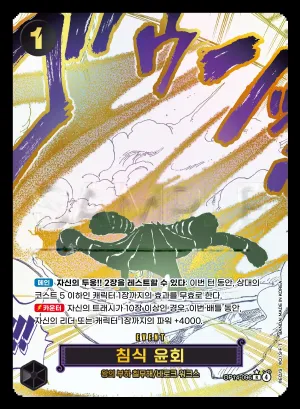 1
SAMPLE
메인 자신의 두웅!! 2장을 레스트할 수 있다: 이번 턴 동안, 상대의
코스트 5 이하인 캐릭터 1장까지의 효과를 무효로 한다.
카운터 자신의 트래시가 10장 이상인 경우, 이번 배틀 동안,
자신의 리더 또는 캐릭터 1장까지의 파워 +4000.
EVENT
침식 윤회